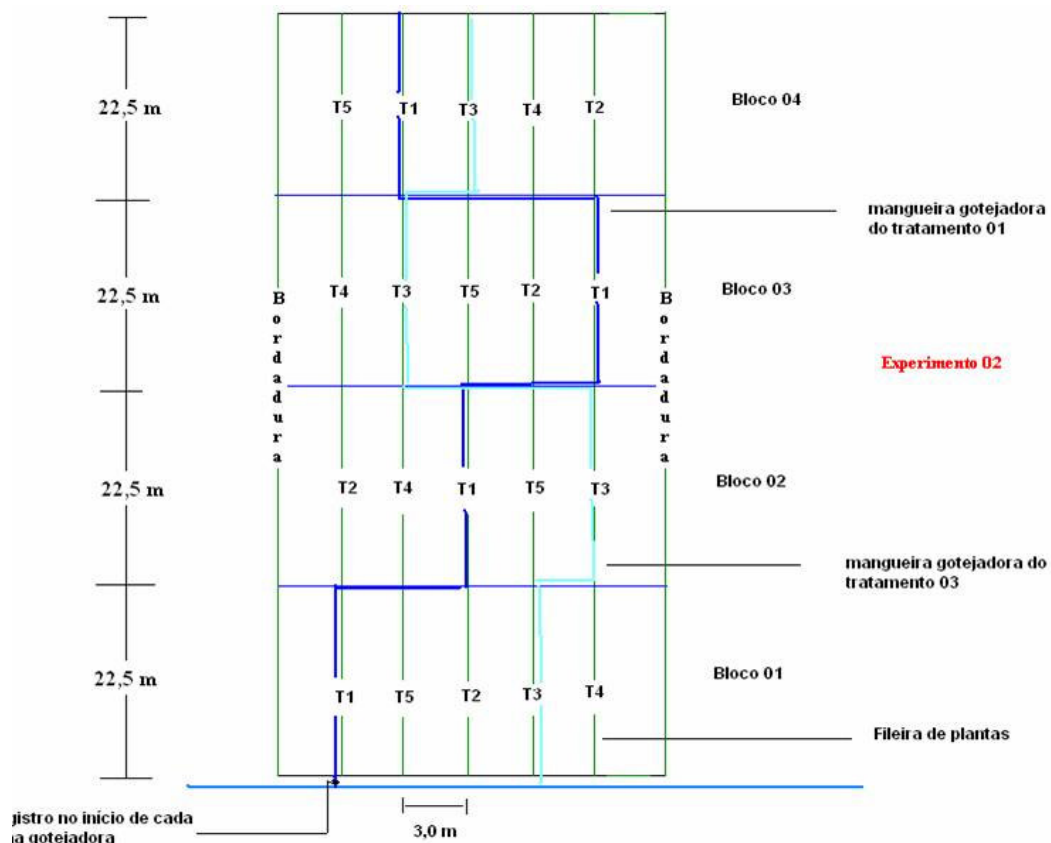 22,5 m
T5 T1 T3 T4 T2
Bloco 04
mangueira gotejadora
do tratamento 01
22,5 m
Bordadura
T4 T3 T5 T2 T1
Bordadura
Bloco 03
Experimento 02
22,5 m
T2 T4 T1 T5 T3
Bloco 02
mangueira gotejadora do
tratamento 03
22,5 m
T1 T5 T2 T3 T4
Bloco 01
Fileira de plantas
gistro no início de cada
gotejadora
3,0 m